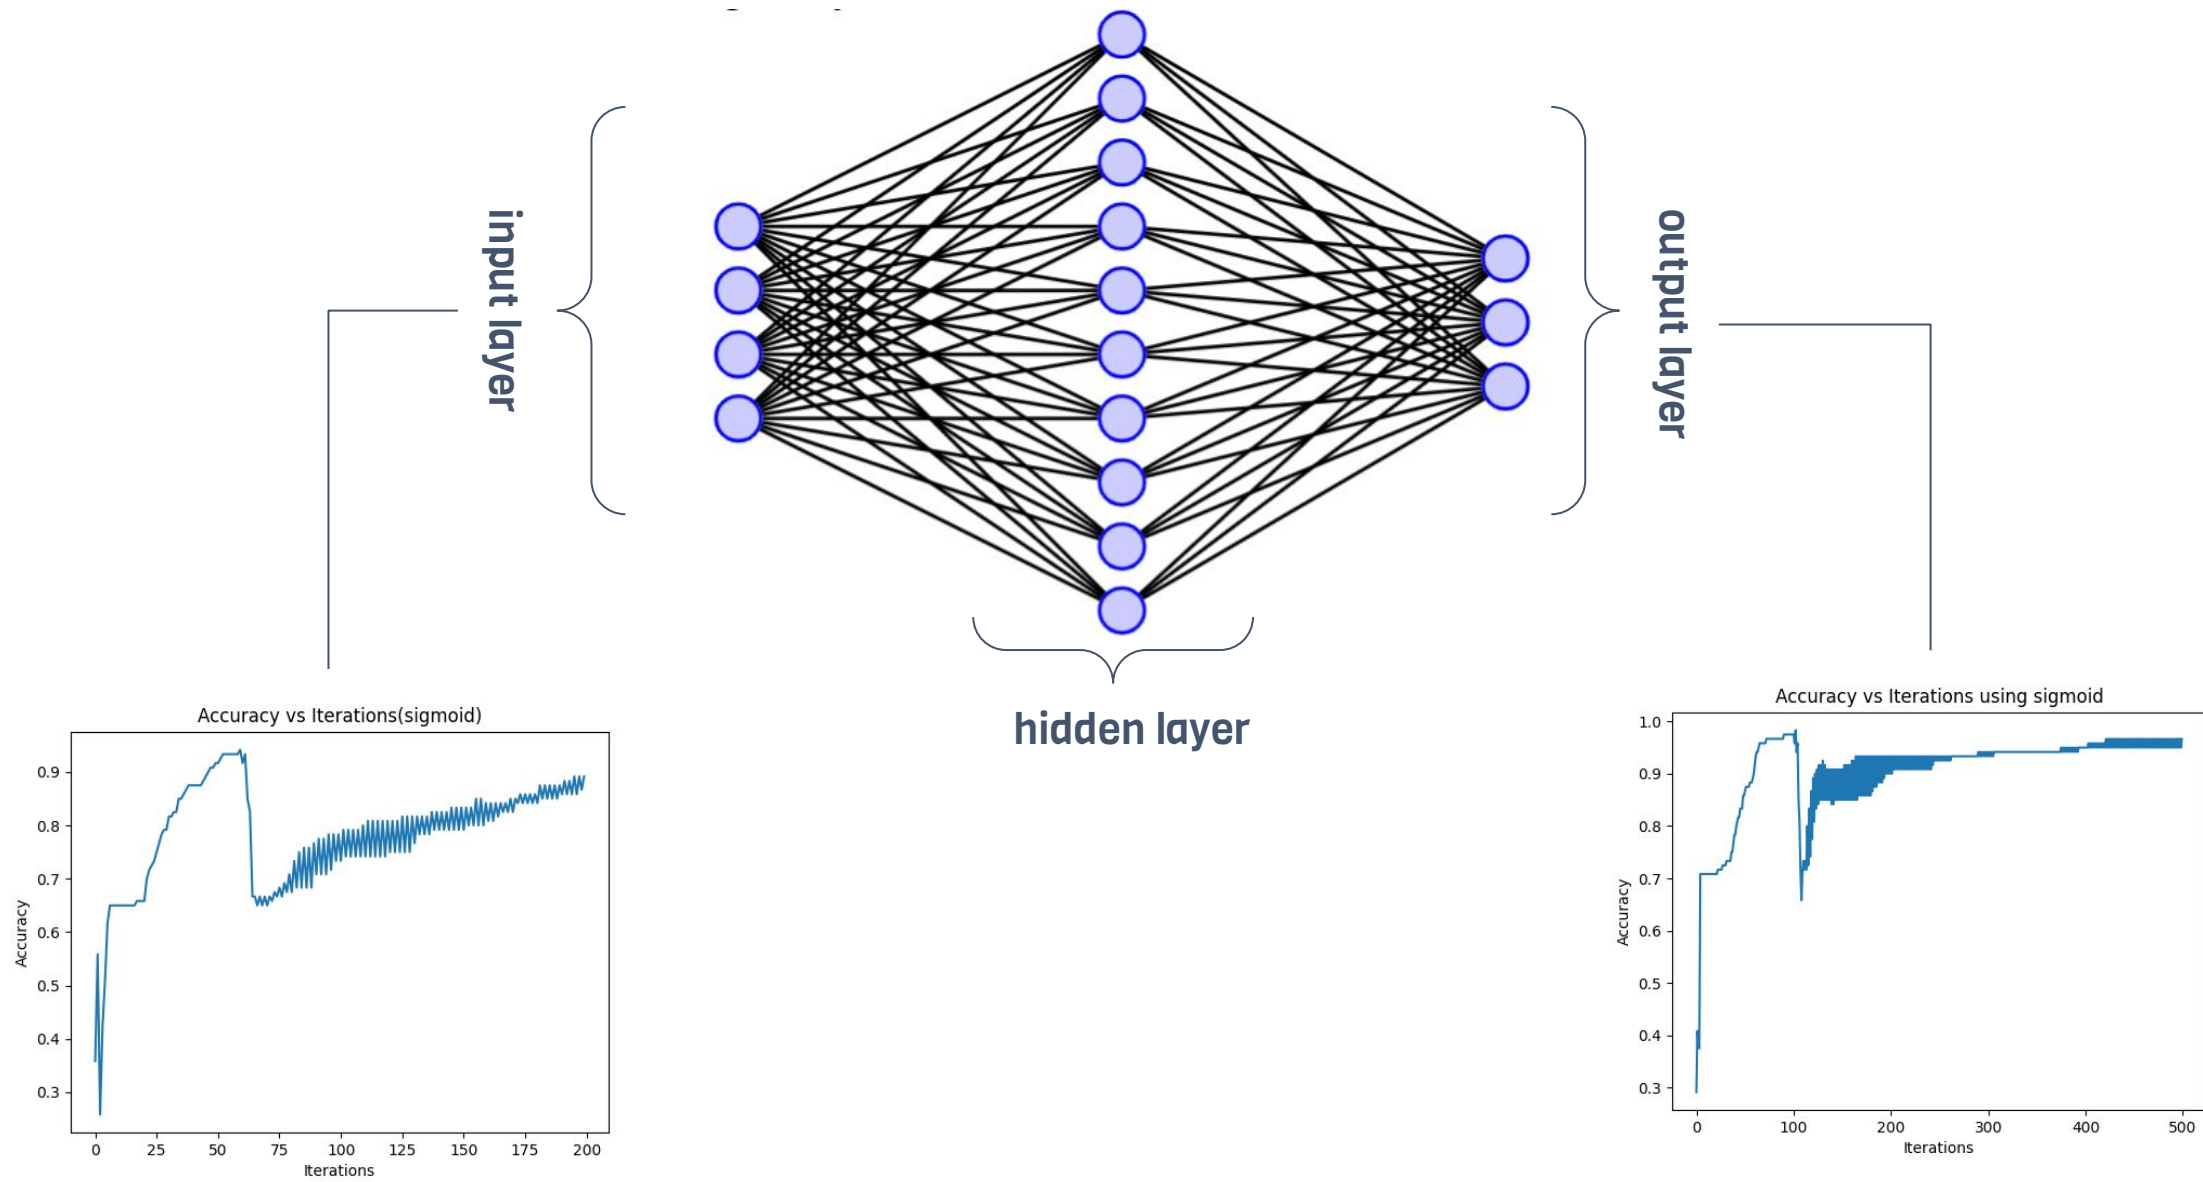 input layer
output layer
hidden layer
Accuracy vs Iterations(sigmoid)
Accuracy
0.9
0.8
0.7
0.6
0.5
0.4
0.3
0 25 50 75 100 125 150 175 200
Iterations
Accuracy vs Iterations using sigmoid
Accuracy
1.0
0.9
0.8
0.7
0.6
0.5
0.4
0.3
0 100 200 300 400 500
Iterations